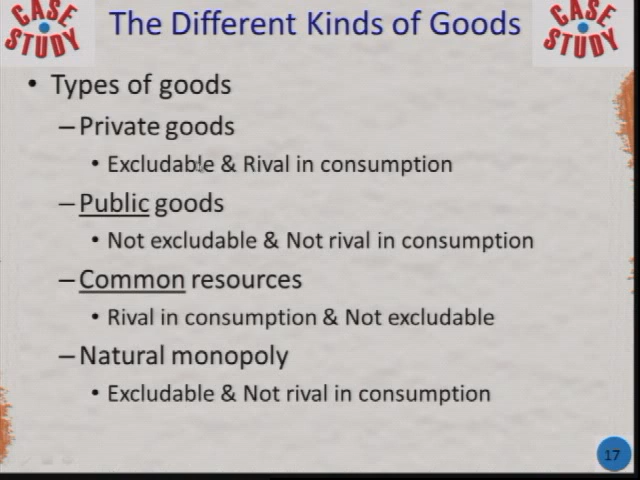 CASE STUDY
The Different Kinds of Goods
CASE STUDY
• Types of goods
–Private goods
• Excludable & Rival in consumption
–Public goods
• Not excludable & Not rival in consumption
–Common resources
• Rival in consumption & Not excludable
–Natural monopoly
• Excludable & Not rival in consumption
17